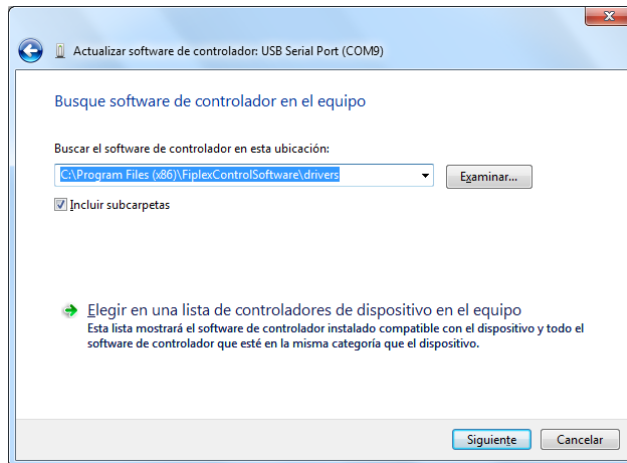 Actualizar software de controlador: USB Serial Port (COM9)
Busque software de controlador en el equipo
Buscar el software de controlador en esta ubicación:
C:\Program Files (x86)\FiplexControlSoftware\drivers
Examinar...
Incluir subcarpetas
Elegir en una lista de controladores de dispositivo en el equipo
Esta lista mostrará el software de controlador instalado compatible con el dispositivo y todo el
software de controlador que esté en la misma categoría que el dispositivo.
Siguiente
Cancelar